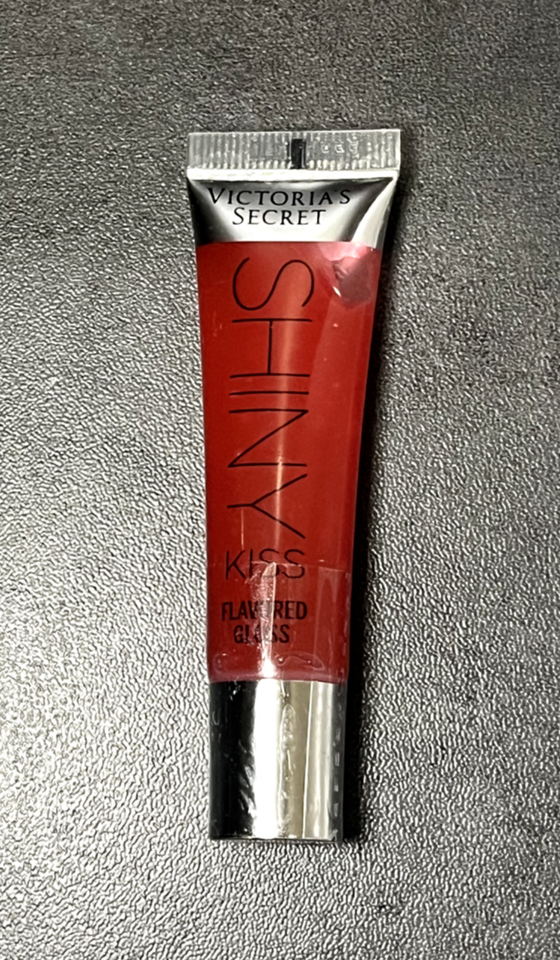 VICTORIA'S
SECRET
SHINY
KISS
FLAVORED
GLOSS